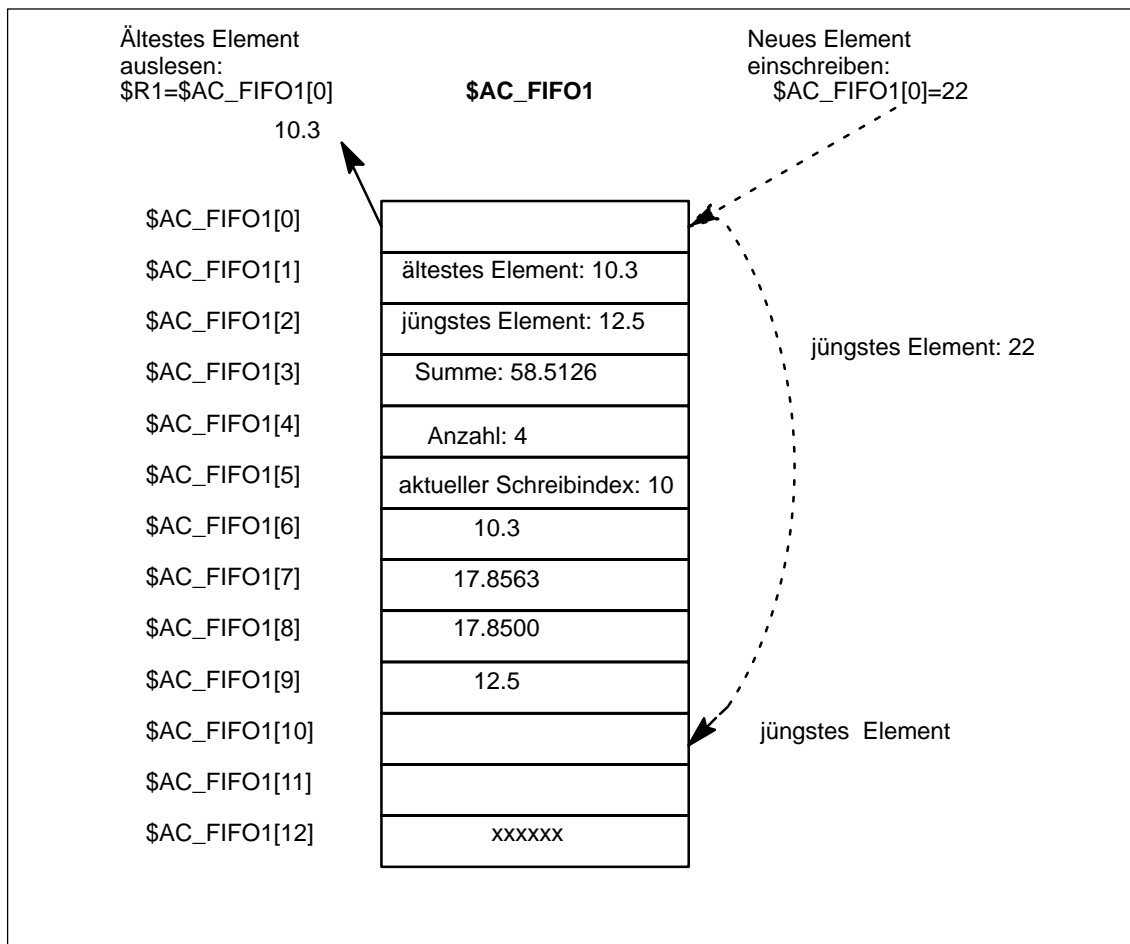 Ältestes Element
auslesen:
$R1=$AC_FIFO1[0]
10.3
$AC_FIFO1
Neues Element
einschreiben:
$AC_FIFO1[0]=22
$AC_FIFO1[0]
$AC_FIFO1[1] ältestes Element: 10.3
$AC_FIFO1[2] jüngstes Element: 12.5
jüngstes Element: 22
$AC_FIFO1[3] Summe: 58.5126
$AC_FIFO1[4] Anzahl: 4
$AC_FIFO1[5] aktueller Schreibindex: 10
$AC_FIFO1[6] 10.3
$AC_FIFO1[7] 17.8563
$AC_FIFO1[8] 17.8500
$AC_FIFO1[9] 12.5
$AC_FIFO1[10] jüngstes Element
$AC_FIFO1[11]
$AC_FIFO1[12] xxxxxx